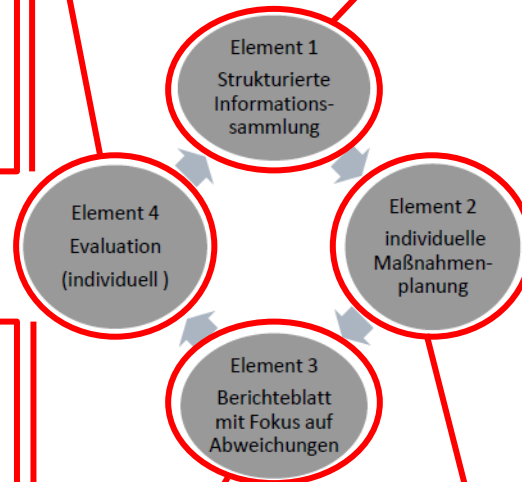 Element 1
Strukturierte
Informations-
sammlung
Element 2
individuelle
Maßnahmen-
planung
Element 3
Berichteblatt
mit Fokus auf
Abweichungen
Element 4
Evaluation
(individuell )